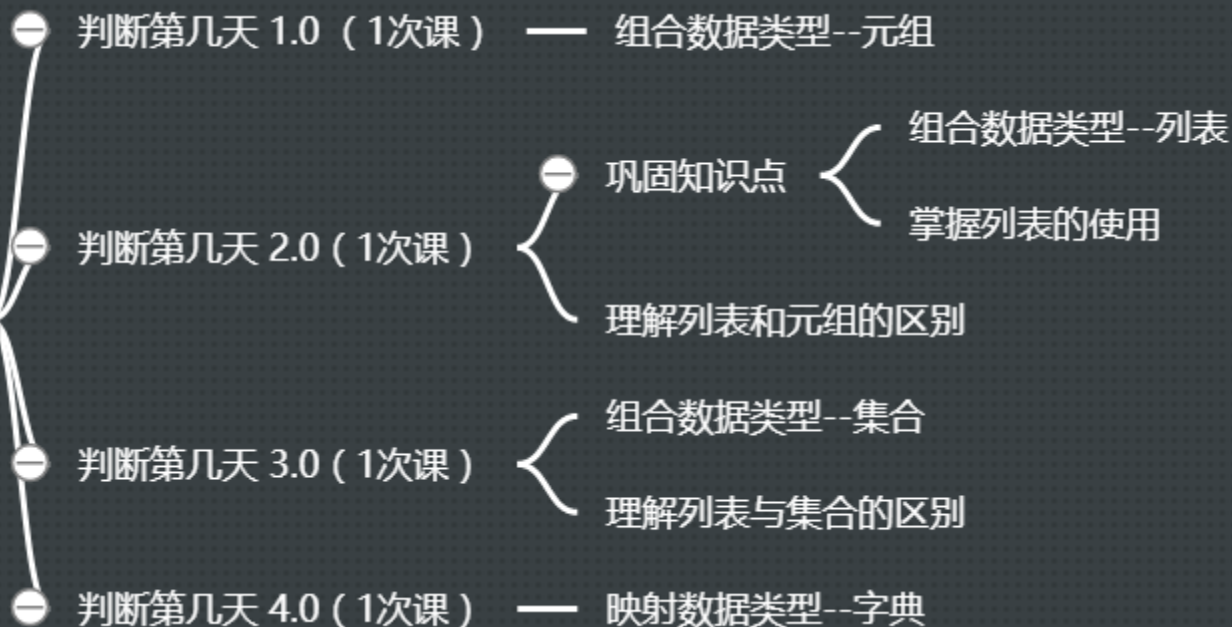 判断第几天 1.0 （ 1次课 ）
组合数据类型--元组
判断第几天 2.0 （ 1次课 ）
巩固知识点
组合数据类型--列表
掌握列表的使用
理解列表和元组的区别
判断第几天 3.0 （ 1次课 ）
组合数据类型--集合
理解列表与集合的区别
判断第几天 4.0 （ 1次课 ）
映射数据类型--字典